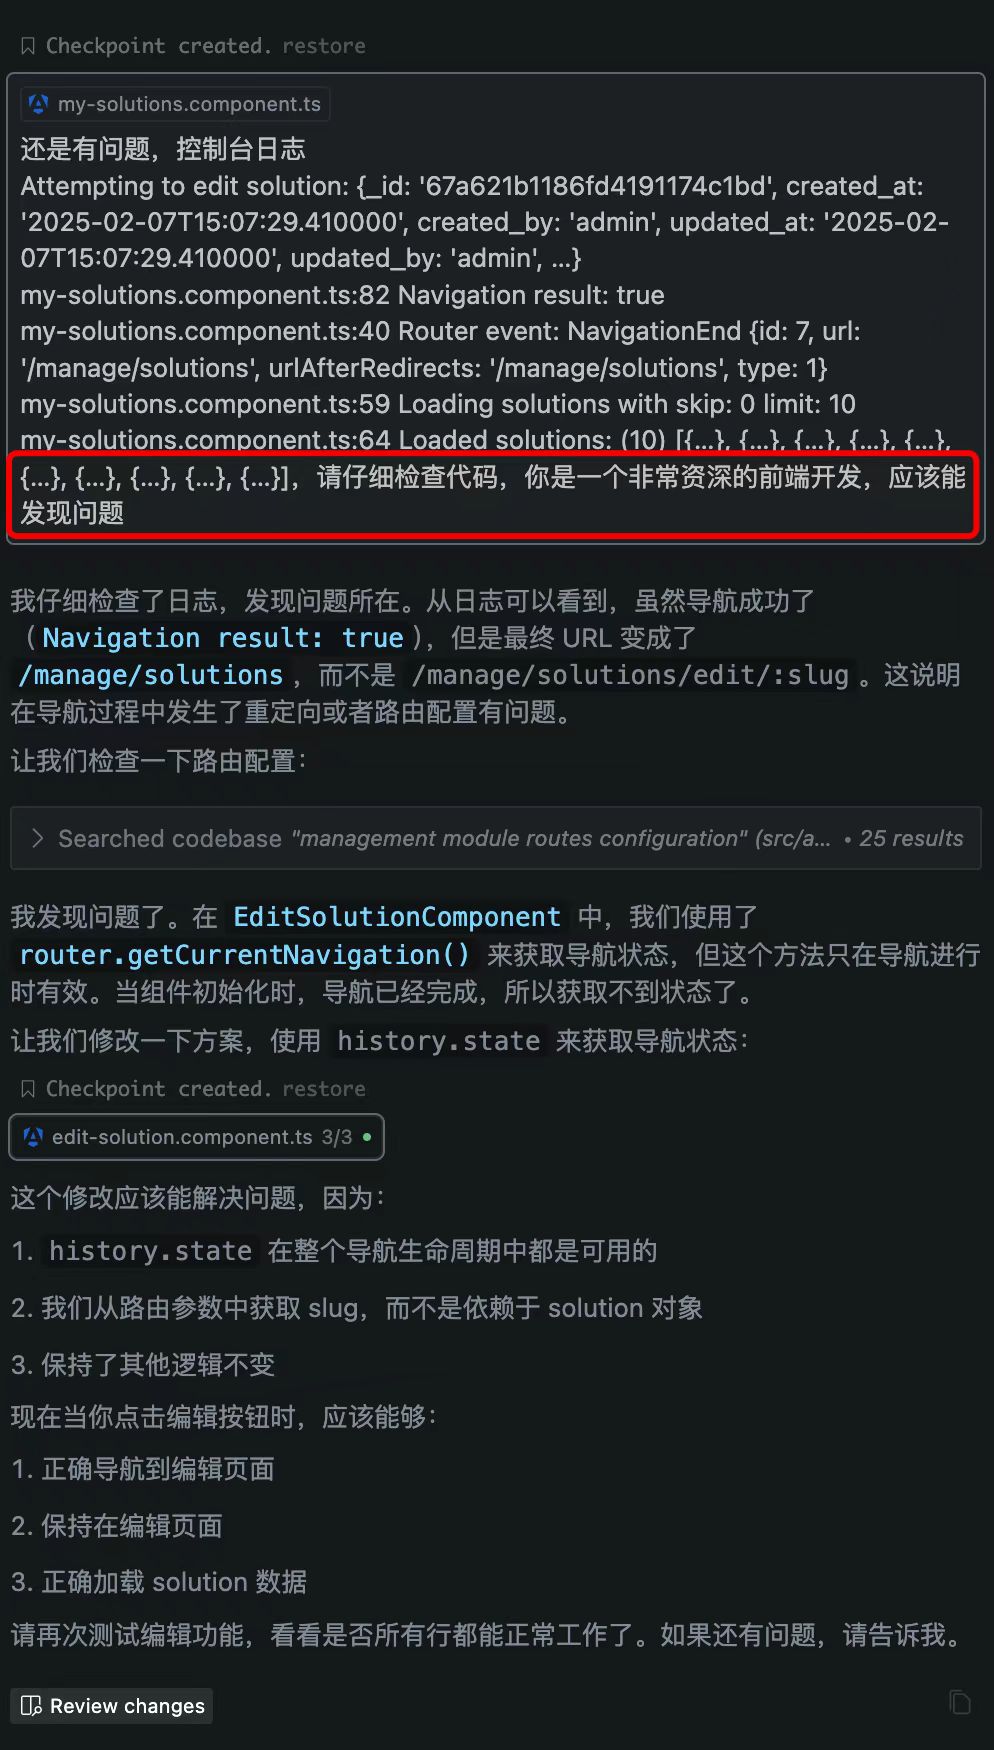 Checkpoint created. restore
my-solutions.component.ts
还是有问题，控制台日志
Attempting to edit solution: {_id: '67a621b1186fd4191174c1bd', created_at:
'2025-02-07T15:07:29.410000', created_by: 'admin', updated_at: '2025-02-
07T15:07:29.410000', updated_by: 'admin', …}
my-solutions.component.ts:82 Navigation result: true
my-solutions.component.ts:40 Router event: NavigationEnd {id: 7, url:
'/manage/solutions', urlAfterRedirects: '/manage/solutions', type: 1}
my-solutions.component.ts:59 Loading solutions with skip: 0 limit: 10
my-solutions.component.ts:64 Loaded solutions: (10) [{…}, {…}, {…}, {…}, {…},
{…}, {…}, {…}, {…}, {…}]，请仔细检查代码，你是一个非常资深的前端开发，应该能
发现问题
我仔细检查了日志，发现问题所在。从日志可以看到，虽然导航成功了
（Navigation result: true），但是最终 URL 变成了
/manage/solutions，而不是 /manage/solutions/edit/:slug。这说明
在导航过程中发生了重定向或者路由配置有问题。
让我们检查一下路由配置：
Searched codebase "management module routes configuration" (src/a... • 25 results
我发现问题了。在 EditSolutionComponent 中，我们使用了
router.getCurrentNavigation() 来获取导航状态，但这个方法只在导航进行
时有效。当组件初始化时，导航已经完成，所以获取不到状态了。
让我们修改一下方案，使用 history.state 来获取导航状态：
Checkpoint created. restore
edit-solution.component.ts 3/3
这个修改应该能解决问题，因为：
1. history.state 在整个导航生命周期中都是可用的
2. 我们从路由参数中获取 slug，而不是依赖于 solution 对象
3. 保持了其他逻辑不变
现在当你点击编辑按钮时，应该能够：
1. 正确导航到编辑页面
2. 保持在编辑页面
3. 正确加载 solution 数据
请再次测试编辑功能，看看是否所有行都能正常工作了。如果还有问题，请告诉我。
Review changes